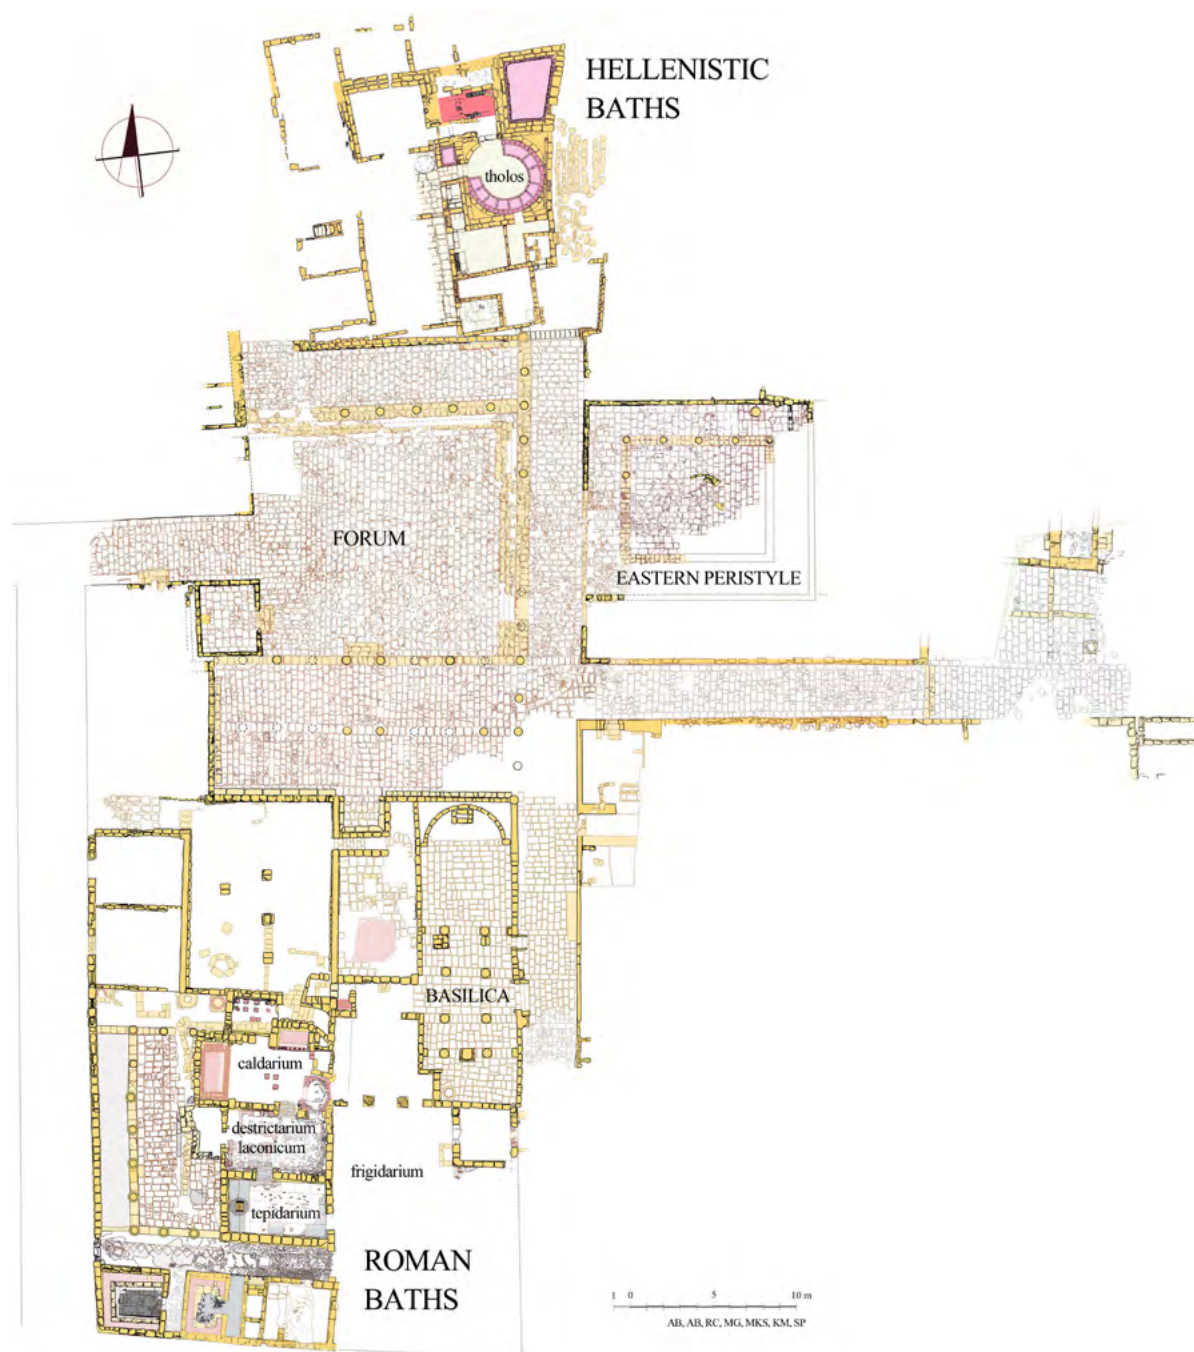 HELLENISTIC
BATHS
tholos
FORUM
EASTERN PERISTYLE
BASILICA
caldarium
destrictarium
laconicum
frigidarium
tepidarium
ROMAN
BATHS
1 0 5 10 m
AB, AB, RC, MG, MKS, KM, SP